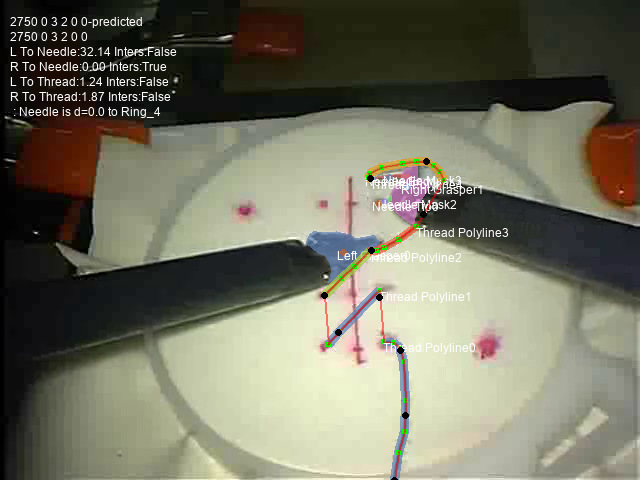 2750 0 3 2 0 0-predicted
2750 0 3 2 0 0
L To Needle:32.14 Inters:False
R To Needle:0.00 Inters:True
L To Thread:1.24 Inters:False
R To Thread:1.87 Inters:False
: Needle is d=0.0 to Ring_4
Right Grasper1
Thread Polyline3
Left
Thread Polyline2
Thread Polyline1
Thread Polyline0